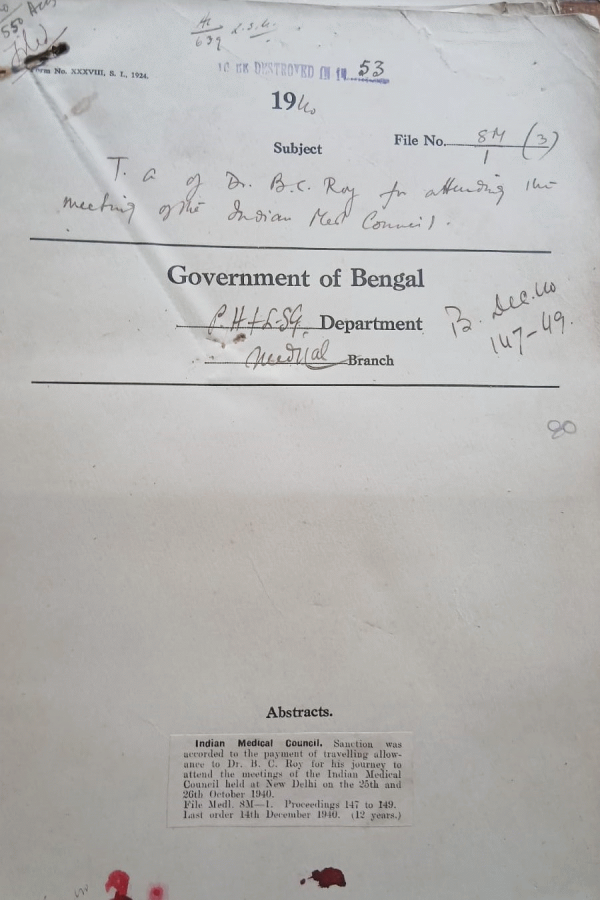 550
Form No. XXXVIII, S. I., 1924.
639
TO BE DESTROYED IN 19 53
1940
Subject
File No. 8M (3)
1
T. a of Dr. B.C. Roy for attending the
meeting of the Indian Med Council.
Government of Bengal
P.H & L.S.G. Department
Medical Branch
B. Dec. 40
147-49.
80
Abstracts.
Indian Medical Council. Sanction was
accorded to the payment of travelling allow-
ance to Dr. B. C. Roy for his journey to
attend the meetings of the Indian Medical
Council held at New Delhi on the 25th and
26th October 1940.
File Medl. 8M—1. Proceedings 147 to 149.
Last order 14th December 1940. (12 years.)